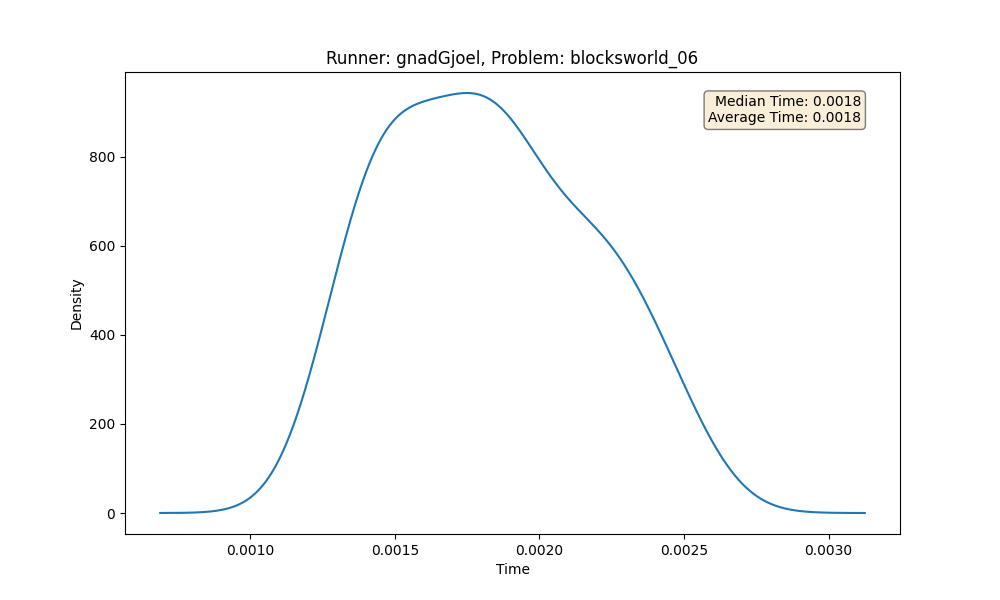 Runner: gnadGjoel, Problem: blocksworld_06
Median Time: 0.0018
Average Time: 0.0018
Density
800
600
400
200
0
0.0010
0.0015
0.0020
0.0025
0.0030
Time